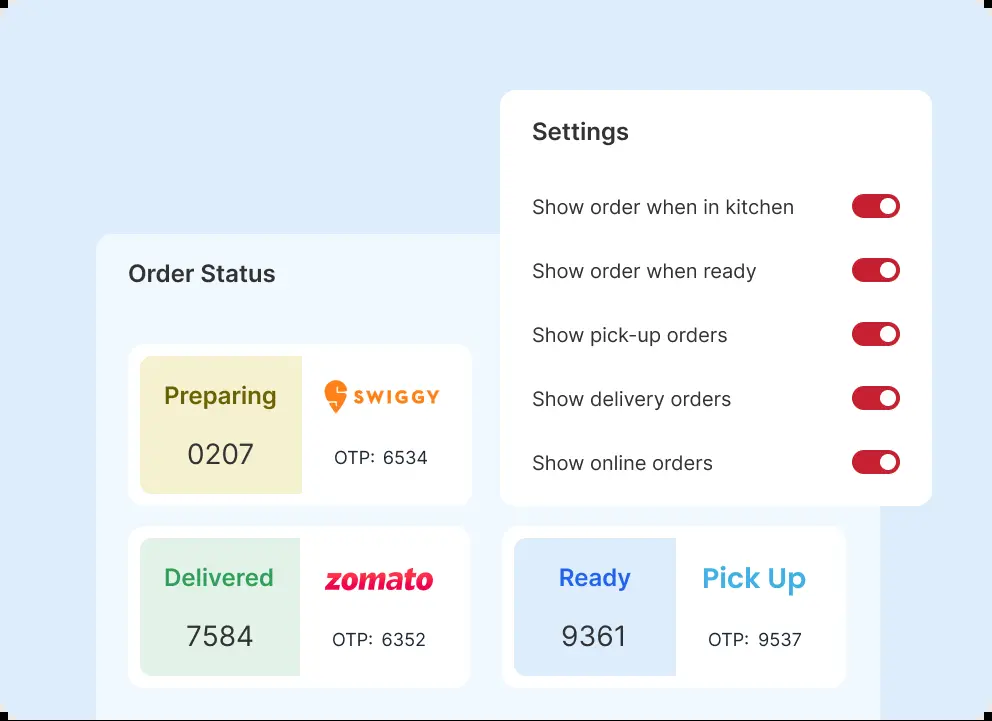 Settings
Show order when in kitchen
Show order when ready
Show pick-up orders
Show delivery orders
Show online orders
Order Status
Preparing
0207
SWIGGY
OTP: 6534
Delivered
7584
zomato
OTP: 6352
Ready
9361
Pick Up
OTP: 9537